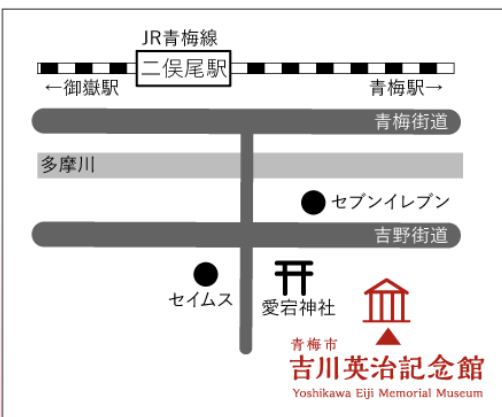 JR青梅線
二俣尾駅
←御嶽駅
青梅駅→
青梅街道
多摩川
セブンイレブン
吉野街道
セイムス
愛宕神社
青梅市
吉川英治記念館
Yoshikawa Eiji Memorial Museum